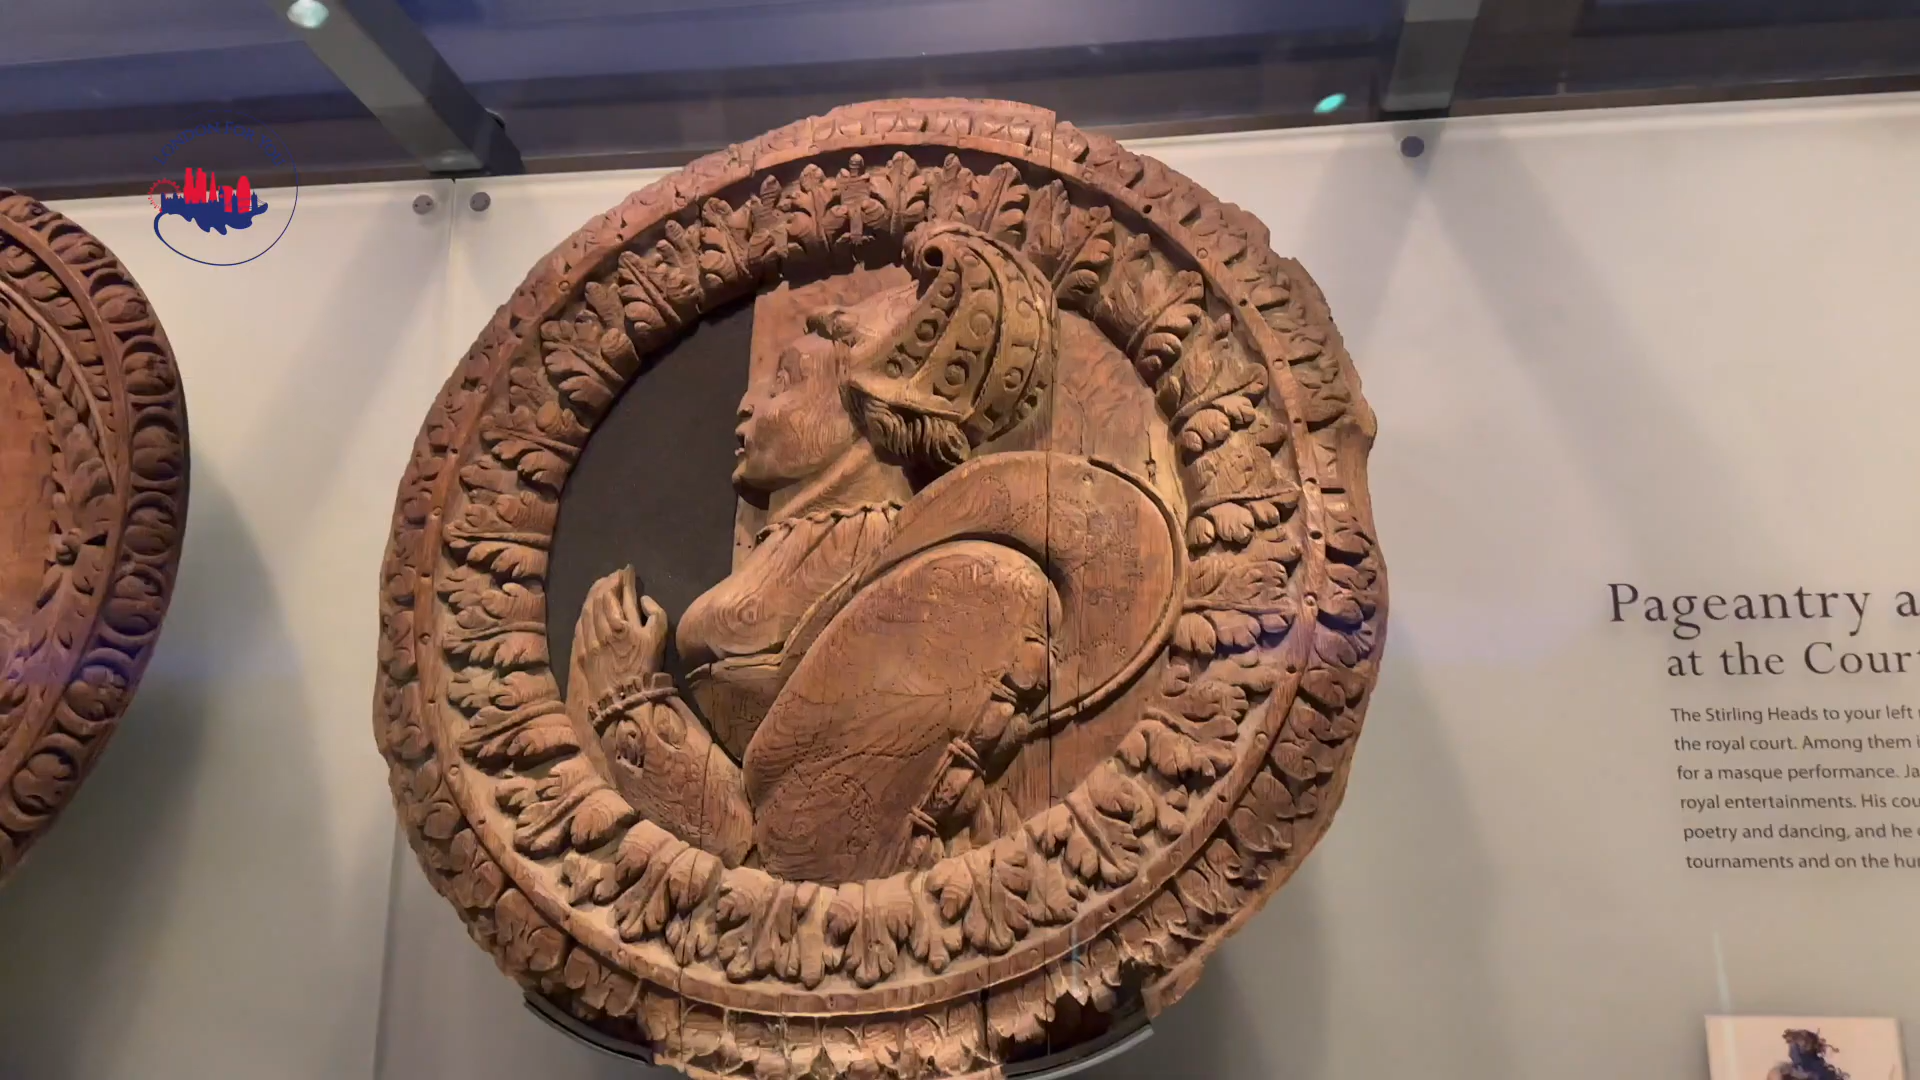 Pageantry a
at the Cour
The Stirling Heads to your left
the royal court. Among them i
for a masque performance. Ja
royal entertainments. His cou
poetry and dancing, and he
tournaments and on the hu